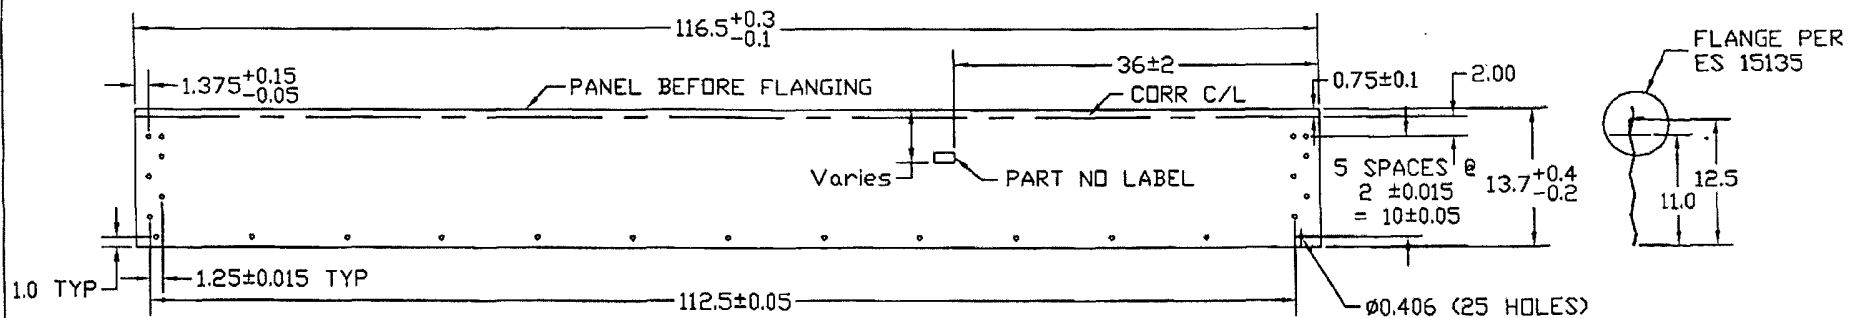 116.5+0.3
-0.1
FLANGE PER
ES 15135
36±2
1.375+0.15
-0.05
PANEL BEFORE FLANGING
CORR C/L
0.75±0.1
2.00
Varies
PART NO LABEL
5 SPACES @
2 ±0.015
= 10±0.05
13.7+0.4
-0.2
11.0
12.5
1.0 TYP
1.25±0.015 TYP
112.5±0.05
ø0.406 (25 HOLES)